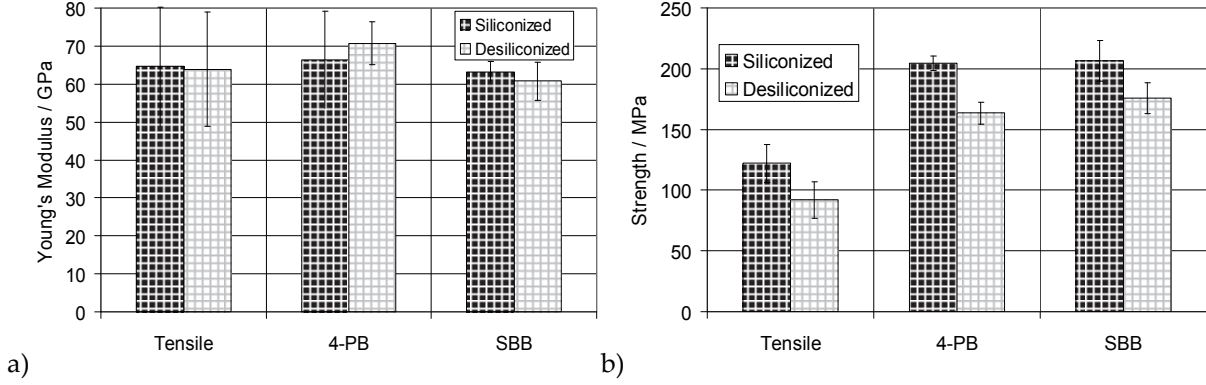 80
70
60
50
40
30
20
10
0
Young's Modulus / GPa
Siliconized
Desiliconized
Tensile
4-PB
SBB
a)
250
200
150
100
50
0
Strength / MPa
Siliconized
Desiliconized
Tensile
4-PB
SBB
b)